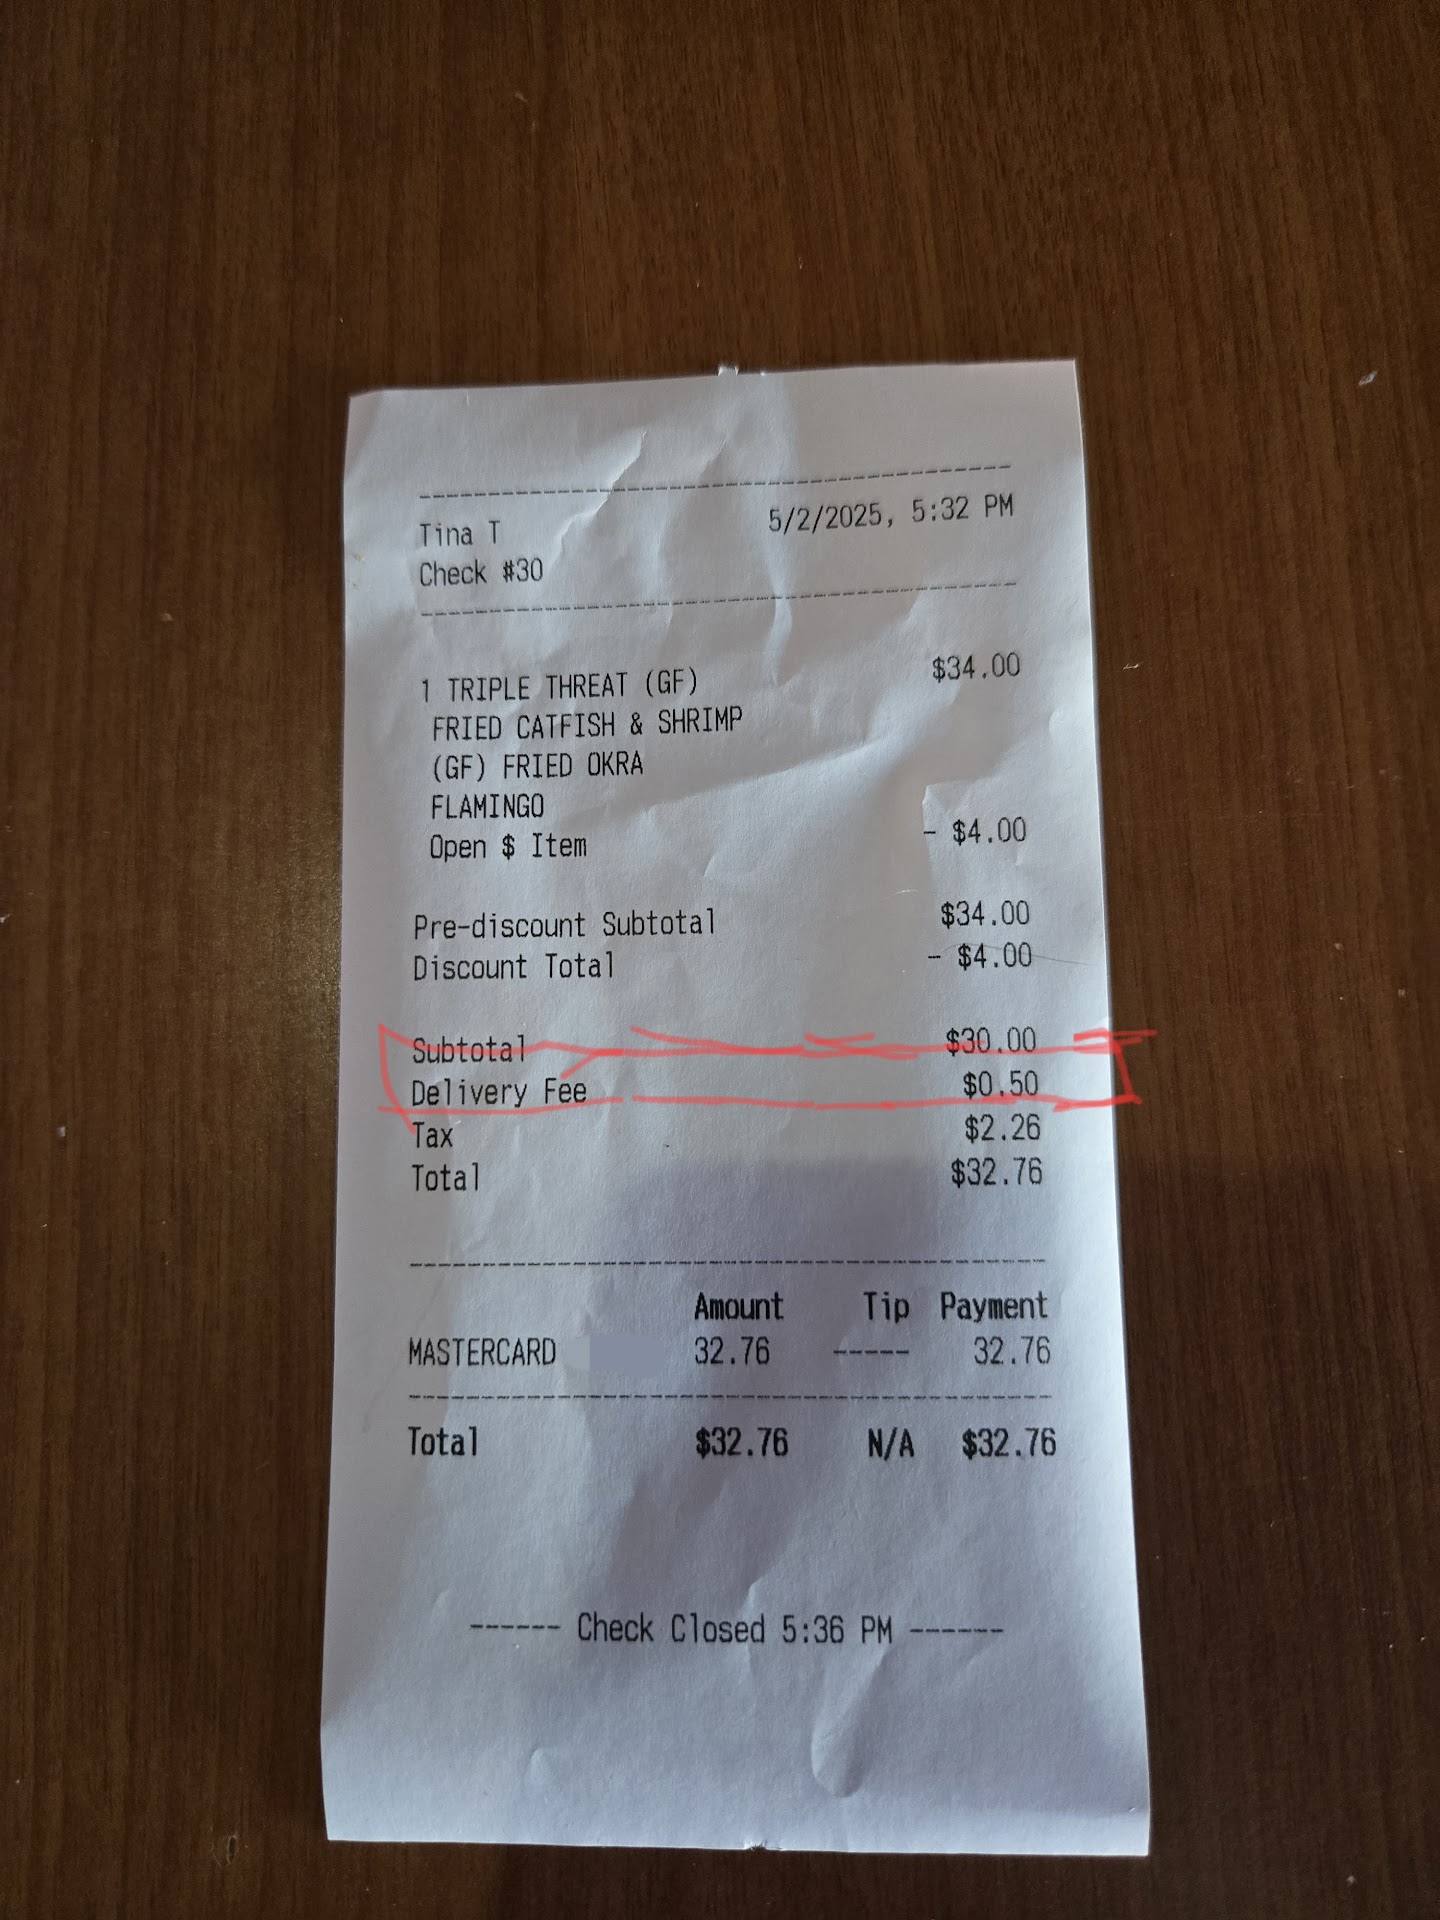 Tina T 5/2/2025, 5:32 PM
Check #30
1 TRIPLE THREAT (GF) $34.00
FRIED CATFISH & SHRIMP
(GF) FRIED OKRA
FLAMINGO
Open $ Item - $4.00
Pre-discount Subtotal $34.00
Discount Total - $4.00
Subtotal $30.00
Delivery Fee $0.50
Tax $2.26
Total $32.76
Amount Tip Payment
MASTERCARD 32.76 ----- 32.76
Total $32.76 N/A $32.76
------ Check Closed 5:36 PM ------